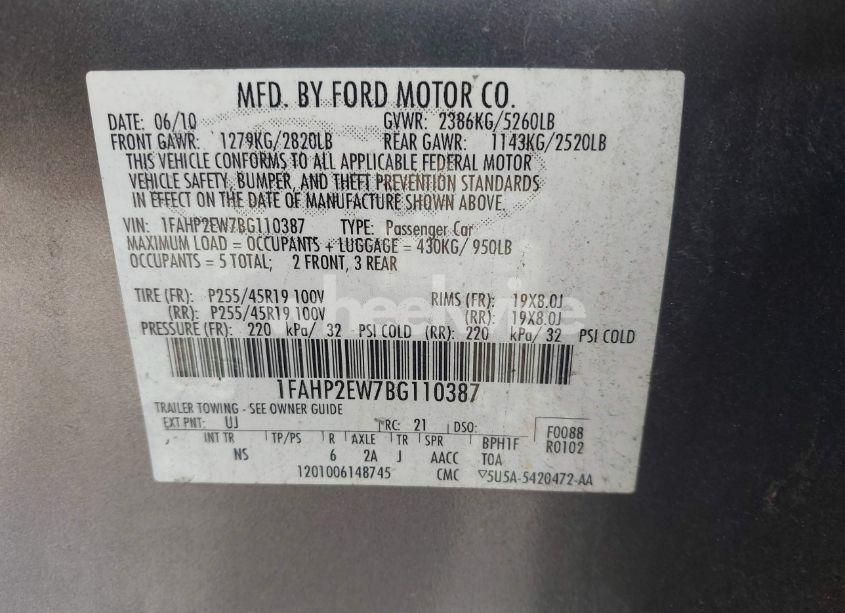 MFD. BY FORD MOTOR CO.
DATE: 06/10 GVWR: 2386KG/5260LB
FRONT GAWR: 1279KG/2820LB REAR GAWR: 1143KG/2520LB
THIS VEHICLE CONFORMS TO ALL APPLICABLE FEDERAL MOTOR
VEHICLE SAFETY, BUMPER, AND THEFT PREVENTION STANDARDS
IN EFFECT ON THE DATE OF MANUFACTURE SHOWN ABOVE.
VIN: 1FAHP2EW7BG110387 TYPE: Passenger Car
MAXIMUM LOAD = OCCUPANTS + LUGGAGE = 430KG/ 950LB
OCCUPANTS = 5 TOTAL; 2 FRONT, 3 REAR
TIRE (FR): P255/45R19 100V RIMS (FR): 19X8.0J
(RR): P255/45R19 100V (RR): 19X8.0J
PRESSURE (FR): 220 kPa/ 32 PSI COLD (RR): 220 kPa/ 32 PSI COLD
1FAHP2EW7BG110387
TRAILER TOWING - SEE OWNER GUIDE
EXT PNT: UJ RC: 21 DSO: F0088
INT TR TP/PS R AXLE TR SPR BPH1F R0102
NS 6 2A J AACC TOA
1201006148745 CMC 5U5A-5420472-AA